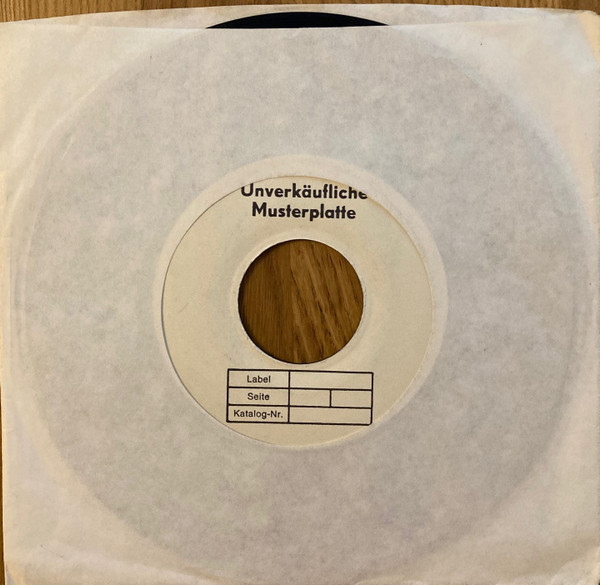 Unverkäufliche
Musterplatte
Label
Seite
Katalog-Nr.